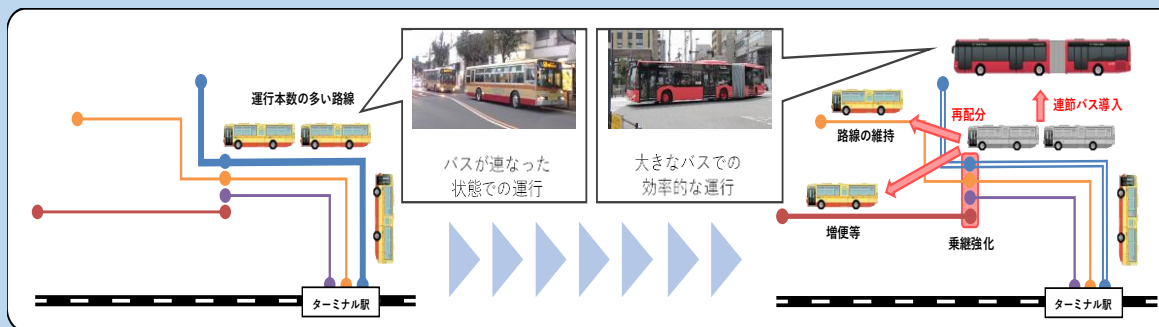 運行本数の多い路線
ターミナル駅
バスが連なった
状態での運行
大きなバスでの
効率的な運行
連節バス導入
再配分
路線の維持
増便等
乗継強化
ターミナル駅